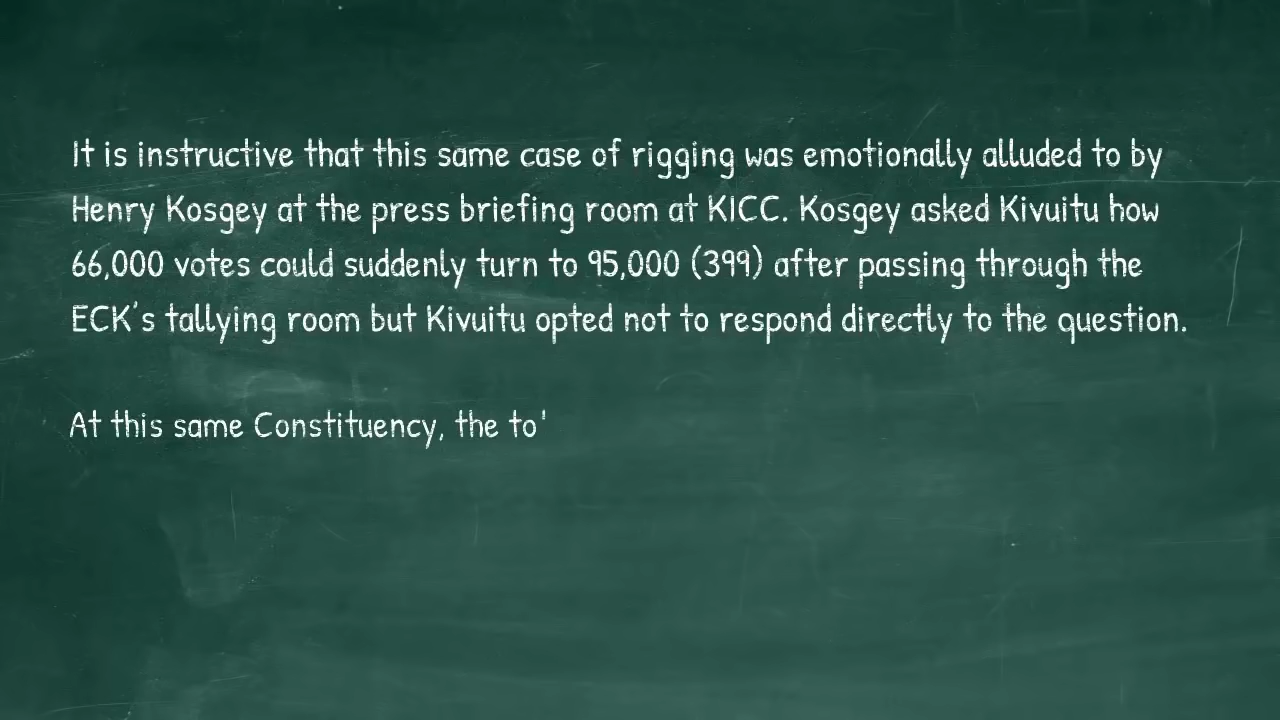 It is instructive that this same case of rigging was emotionally alluded to by
Henry Kosgey at the press briefing room at KICC. Kosgey asked Kivuitu how
66,000 votes could suddenly turn to 95,000 (399) after passing through the
ECK's tallying room but Kivuitu opted not to respond directly to the question.
At this same Constituency, the to'